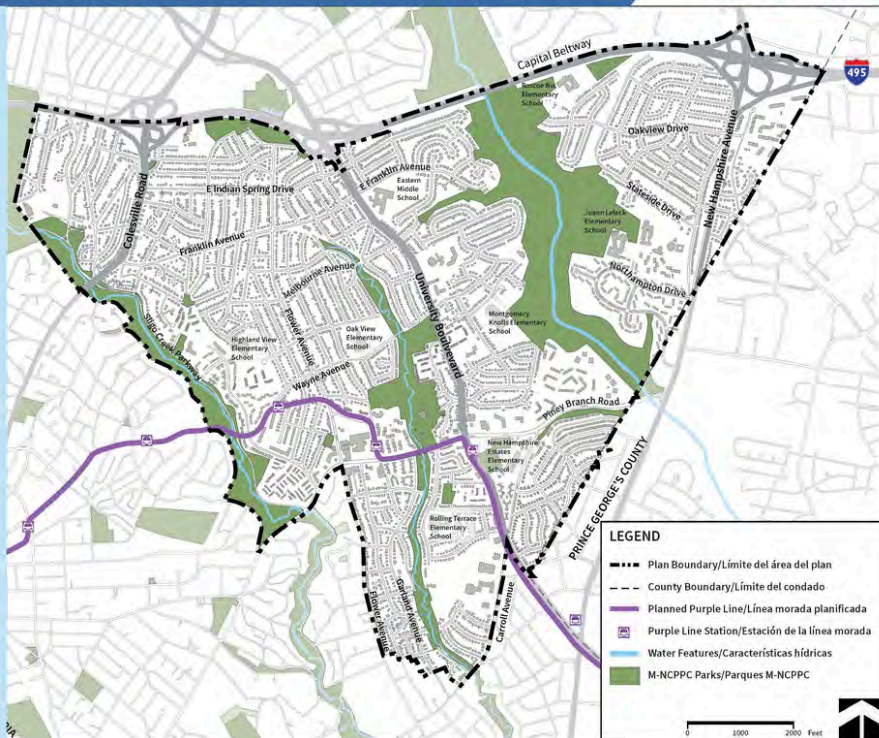 Capital Beltway
495
Roscoe Nix
Elementary
School
Oakview Drive
New Hampshire Avenue
E Franklin Avenue
Eastern
Middle
School
E Indian Spring Drive
Colesville Road
Stateside Drive
JoAnn Leleck
Elementary
School
Franklin Avenue
Northampton Drive
Melbourne Avenue
University Boulvevard
Sligo Creek Parkway
Highland View
Elementary
School
Flower Avenue
Oak View
Elementary
School
Montgomery
Knolls Elementary
School
Wayne Avenue
Piney Branch Road
New Hampshire
Estates
Elementary
School
PRINCE GEORGE'S COUNTY
Rolling Terrace
Elementary
School
Garland Avenue
Flower Avenue
Carroll Avenue
LEGEND
Plan Boundary/Límite del área del plan
County Boundary/Límite del condado
Planned Purple Line/Línea morada planificada
Purple Line Station/Estación de la línea morada
Water Features/Características hídricas
M-NCPPC Parks/Parques M-NCPPC
0 1000 2000 Feet